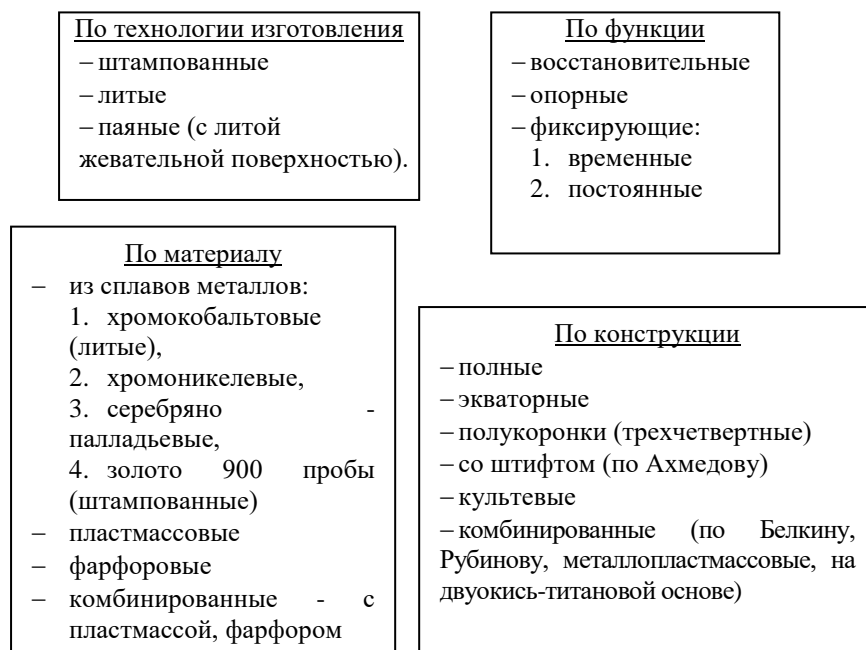 По технологии изготовления
– штампованные
– литые
– паяные (с литой
жевательной поверхностью).
По функции
– восстановительные
– опорные
– фиксирующие:
1. временные
2. постоянные
По материалу
– из сплавов металлов:
1. хромокобальтовые
(литые),
2. хромоникелевые,
3. серебряно -
палладьевые,
4. золото 900 пробы
(штампованные)
– пластмассовые
– фарфоровые
– комбинированные - с
пластмассой, фарфором
По конструкции
– полные
– экваторные
– полукоронки (трехчетвертные)
– со штифтом (по Ахмедову)
– культевые
– комбинированные (по Белкину,
Рубинову, металлопластмассовые, на
двуокись-титановой основе)